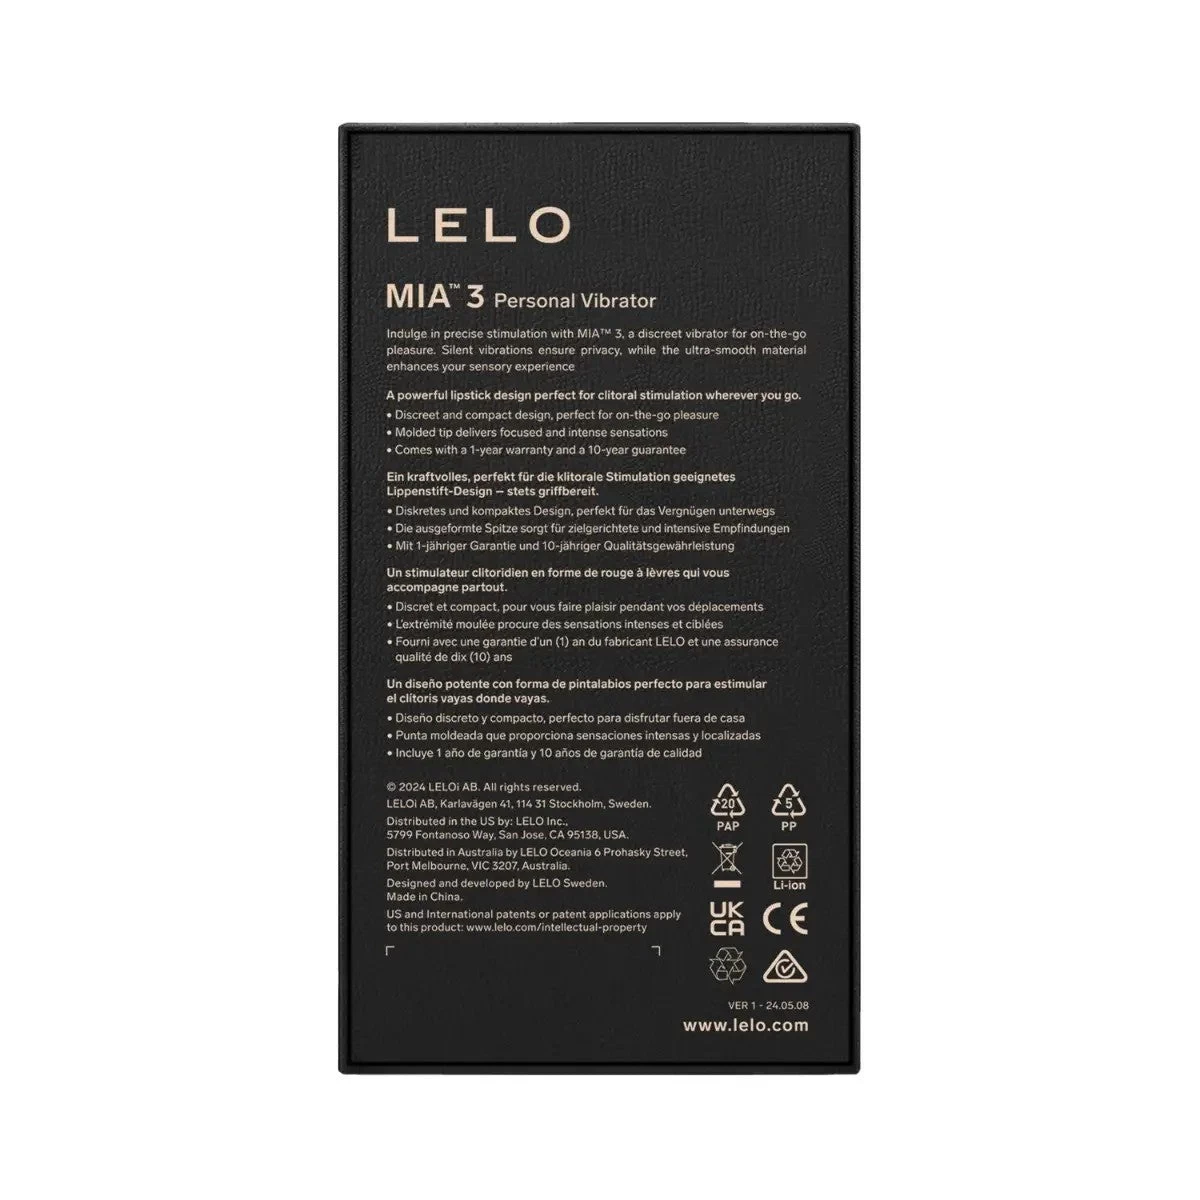 LELO
MIA™ 3 Personal Vibrator
Indulge in precise stimulation with MIA™ 3, a discreet vibrator for on-the-go
pleasure. Silent vibrations ensure privacy, while the ultra-smooth material
enhances your sensory experience
A powerful lipstick design perfect for clitoral stimulation wherever you go.
• Discreet and compact design, perfect for on-the-go pleasure
• Molded tip delivers focused and intense sensations
• Comes with a 1-year warranty and a 10-year guarantee
Ein kraftvolles, perfekt für die klitorale Stimulation geeignetes
Lippenstift-Design – stets griffbereit.
• Diskretes und kompaktes Design, perfekt für das Vergnügen unterwegs
• Die ausgeformte Spitze sorgt für zielgerichtete und intensive Empfindungen
• Mit 1-jähriger Garantie und 10-jähriger Qualitätsgewährleistung
Un stimulateur clitoridien en forme de rouge à lèvres qui vous
accompagne partout.
• Discret et compact, pour vous faire plaisir pendant vos déplacements
• L'extrémité moulée procure des sensations intenses et ciblées
• Fourni avec une garantie d'un (1) an du fabricant LELO et une assurance
qualité de dix (10) ans
Un diseño potente con forma de pintalabios perfecto para estimular
el clítoris vayas donde vayas.
• Diseño discreto y compacto, perfecto para disfrutar fuera de casa
• Punta moldeada que proporciona sensaciones intensas y localizadas
• Incluye 1 año de garantía y 10 años de garantía de calidad
© 2024 LELOi AB. All rights reserved.
LELOi AB, Karlavägen 41, 114 31 Stockholm, Sweden.
Distributed in the US by: LELO Inc.,
5799 Fontanoso Way, San Jose, CA 95138, USA.
Distributed in Australia by LELO Oceania 6 Prohasky Street,
Port Melbourne, VIC 3207, Australia.
Designed and developed by LELO Sweden.
Made in China.
US and International patents or patent applications apply
to this product: www.lelo.com/intellectual-property
20 5
PAP PP
Li-ion
UK CE
CA
VER 1 - 24.05.08
www.lelo.com